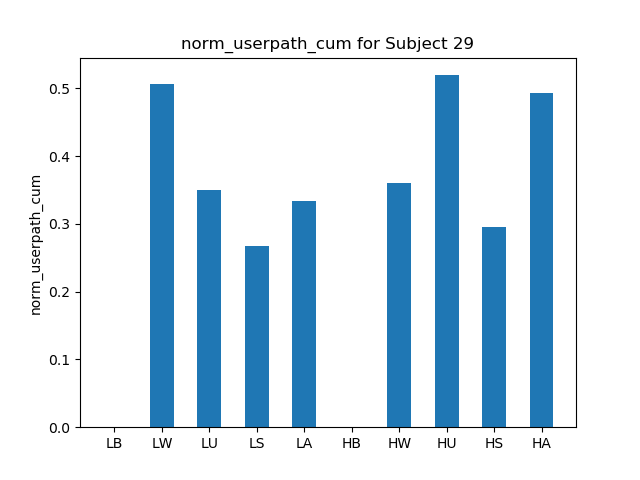 norm_userpath_cum for Subject 29
norm_userpath_cum
0.5
0.4
0.3
0.2
0.1
0.0
LB LW LU LS LA HB HW HU HS HA